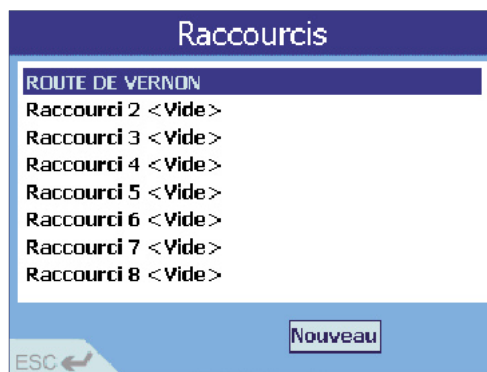 Raccourcis
ROUTE DE VERNON
Raccourci 2 <Vide>
Raccourci 3 <Vide>
Raccourci 4 <Vide>
Raccourci 5 <Vide>
Raccourci 6 <Vide>
Raccourci 7 <Vide>
Raccourci 8 <Vide>
Nouveau
ESC